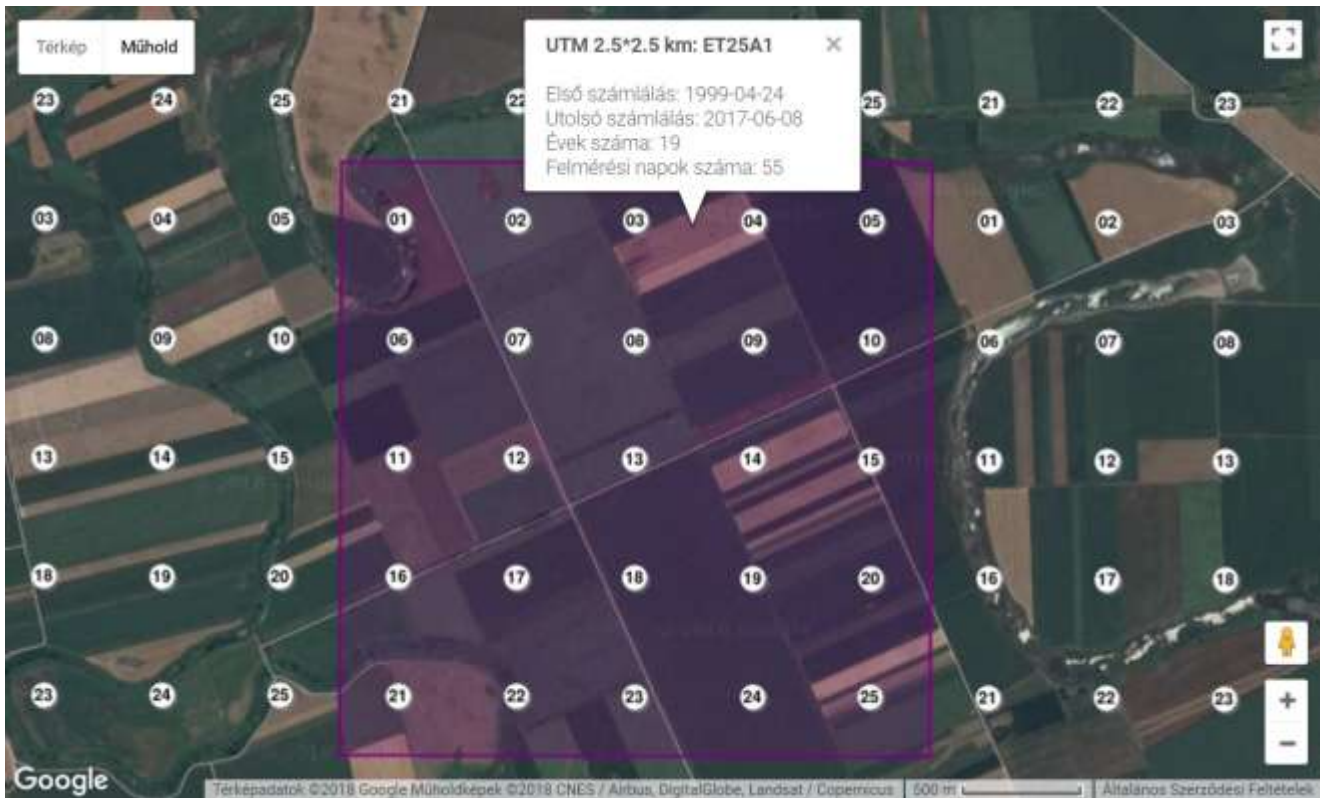 Térkép Műhold
UTM 2.5*2.5 km: ET25A1 ×
Első számlálás: 1999-04-24
Utolsó számlálás: 2017-06-08
Évek száma: 19
Felmérési napok száma: 55
23 24 25 21 22 25 21 22 23
03 04 05 01 02 03 04 05 01 02 03
08 09 10 06 07 08 09 10 06 07 08
13 14 15 11 12 13 14 15 11 12 13
18 19 20 16 17 18 19 20 16 17 18
23 24 25 21 22 23 24 25 21 22 23
+
−
Google
Térképadatok ©2018 Google Műholdképek ©2018 CNES / Airbus, DigitalGlobe, Landsat / Copernicus 500 m Általános Szerződési Feltételek